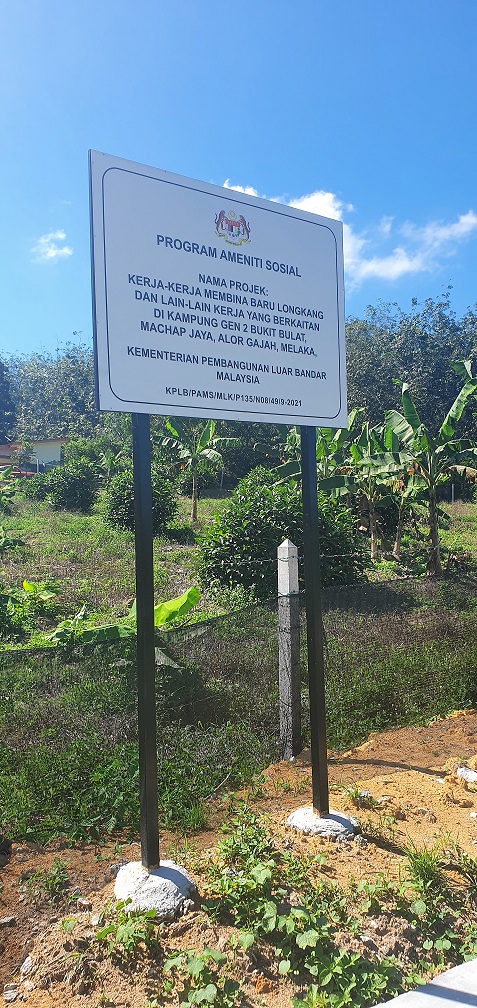 PROGRAM AMENITI SOSIAL
NAMA PROJEK:
KERJA-KERJA MEMBINA BARU LONGKANG
DAN LAIN-LAIN KERJA YANG BERKAITAN
DI KAMPUNG GEN 2 BUKIT BULAT,
MACHAP JAYA, ALOR GAJAH, MELAKA,
KEMENTERIAN PEMBANGUNAN LUAR BANDAR
MALAYSIA
KPLB/PAMS/MLK/P135/N08/49/9-2021